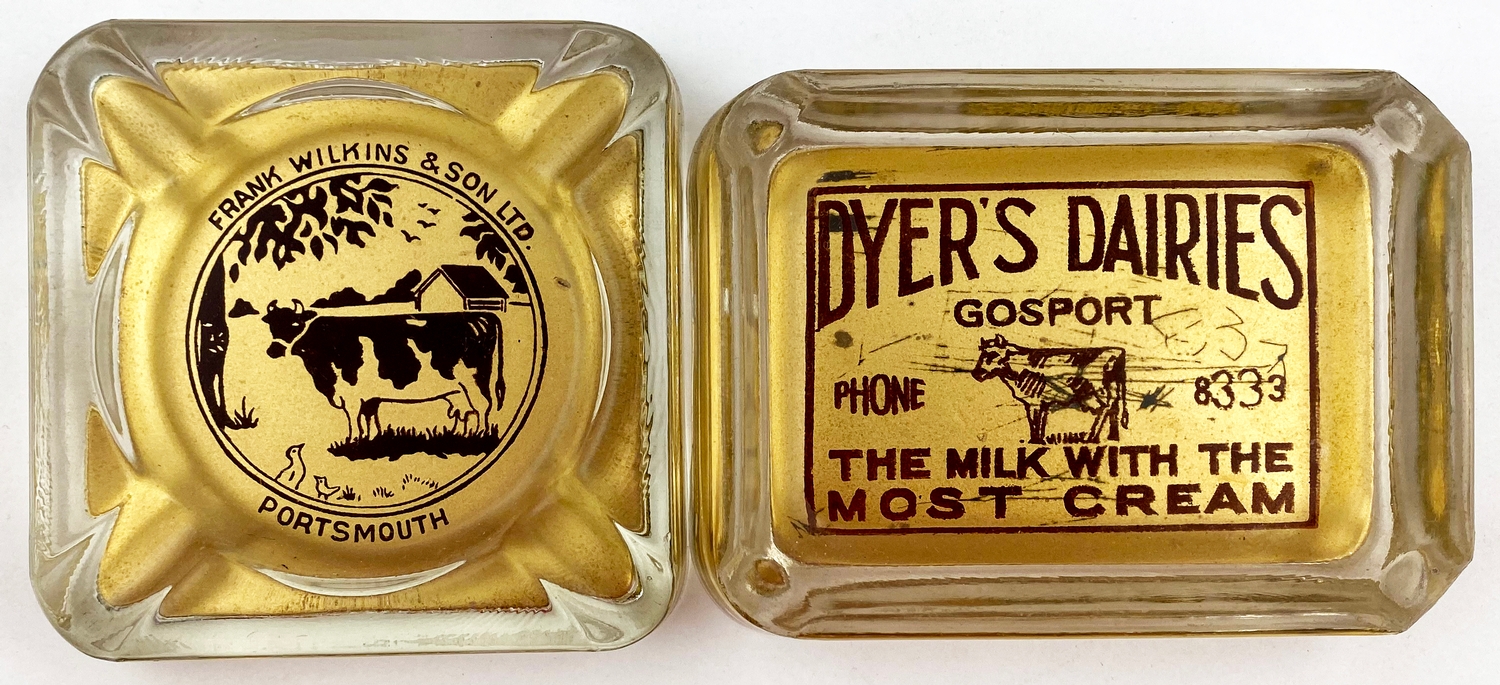 FRANK WILKINS & SON LTD.
PORTSMOUTH
DYER'S DAIRIES
GOSPORT
PHONE 8333
THE MILK WITH THE
MOST CREAM